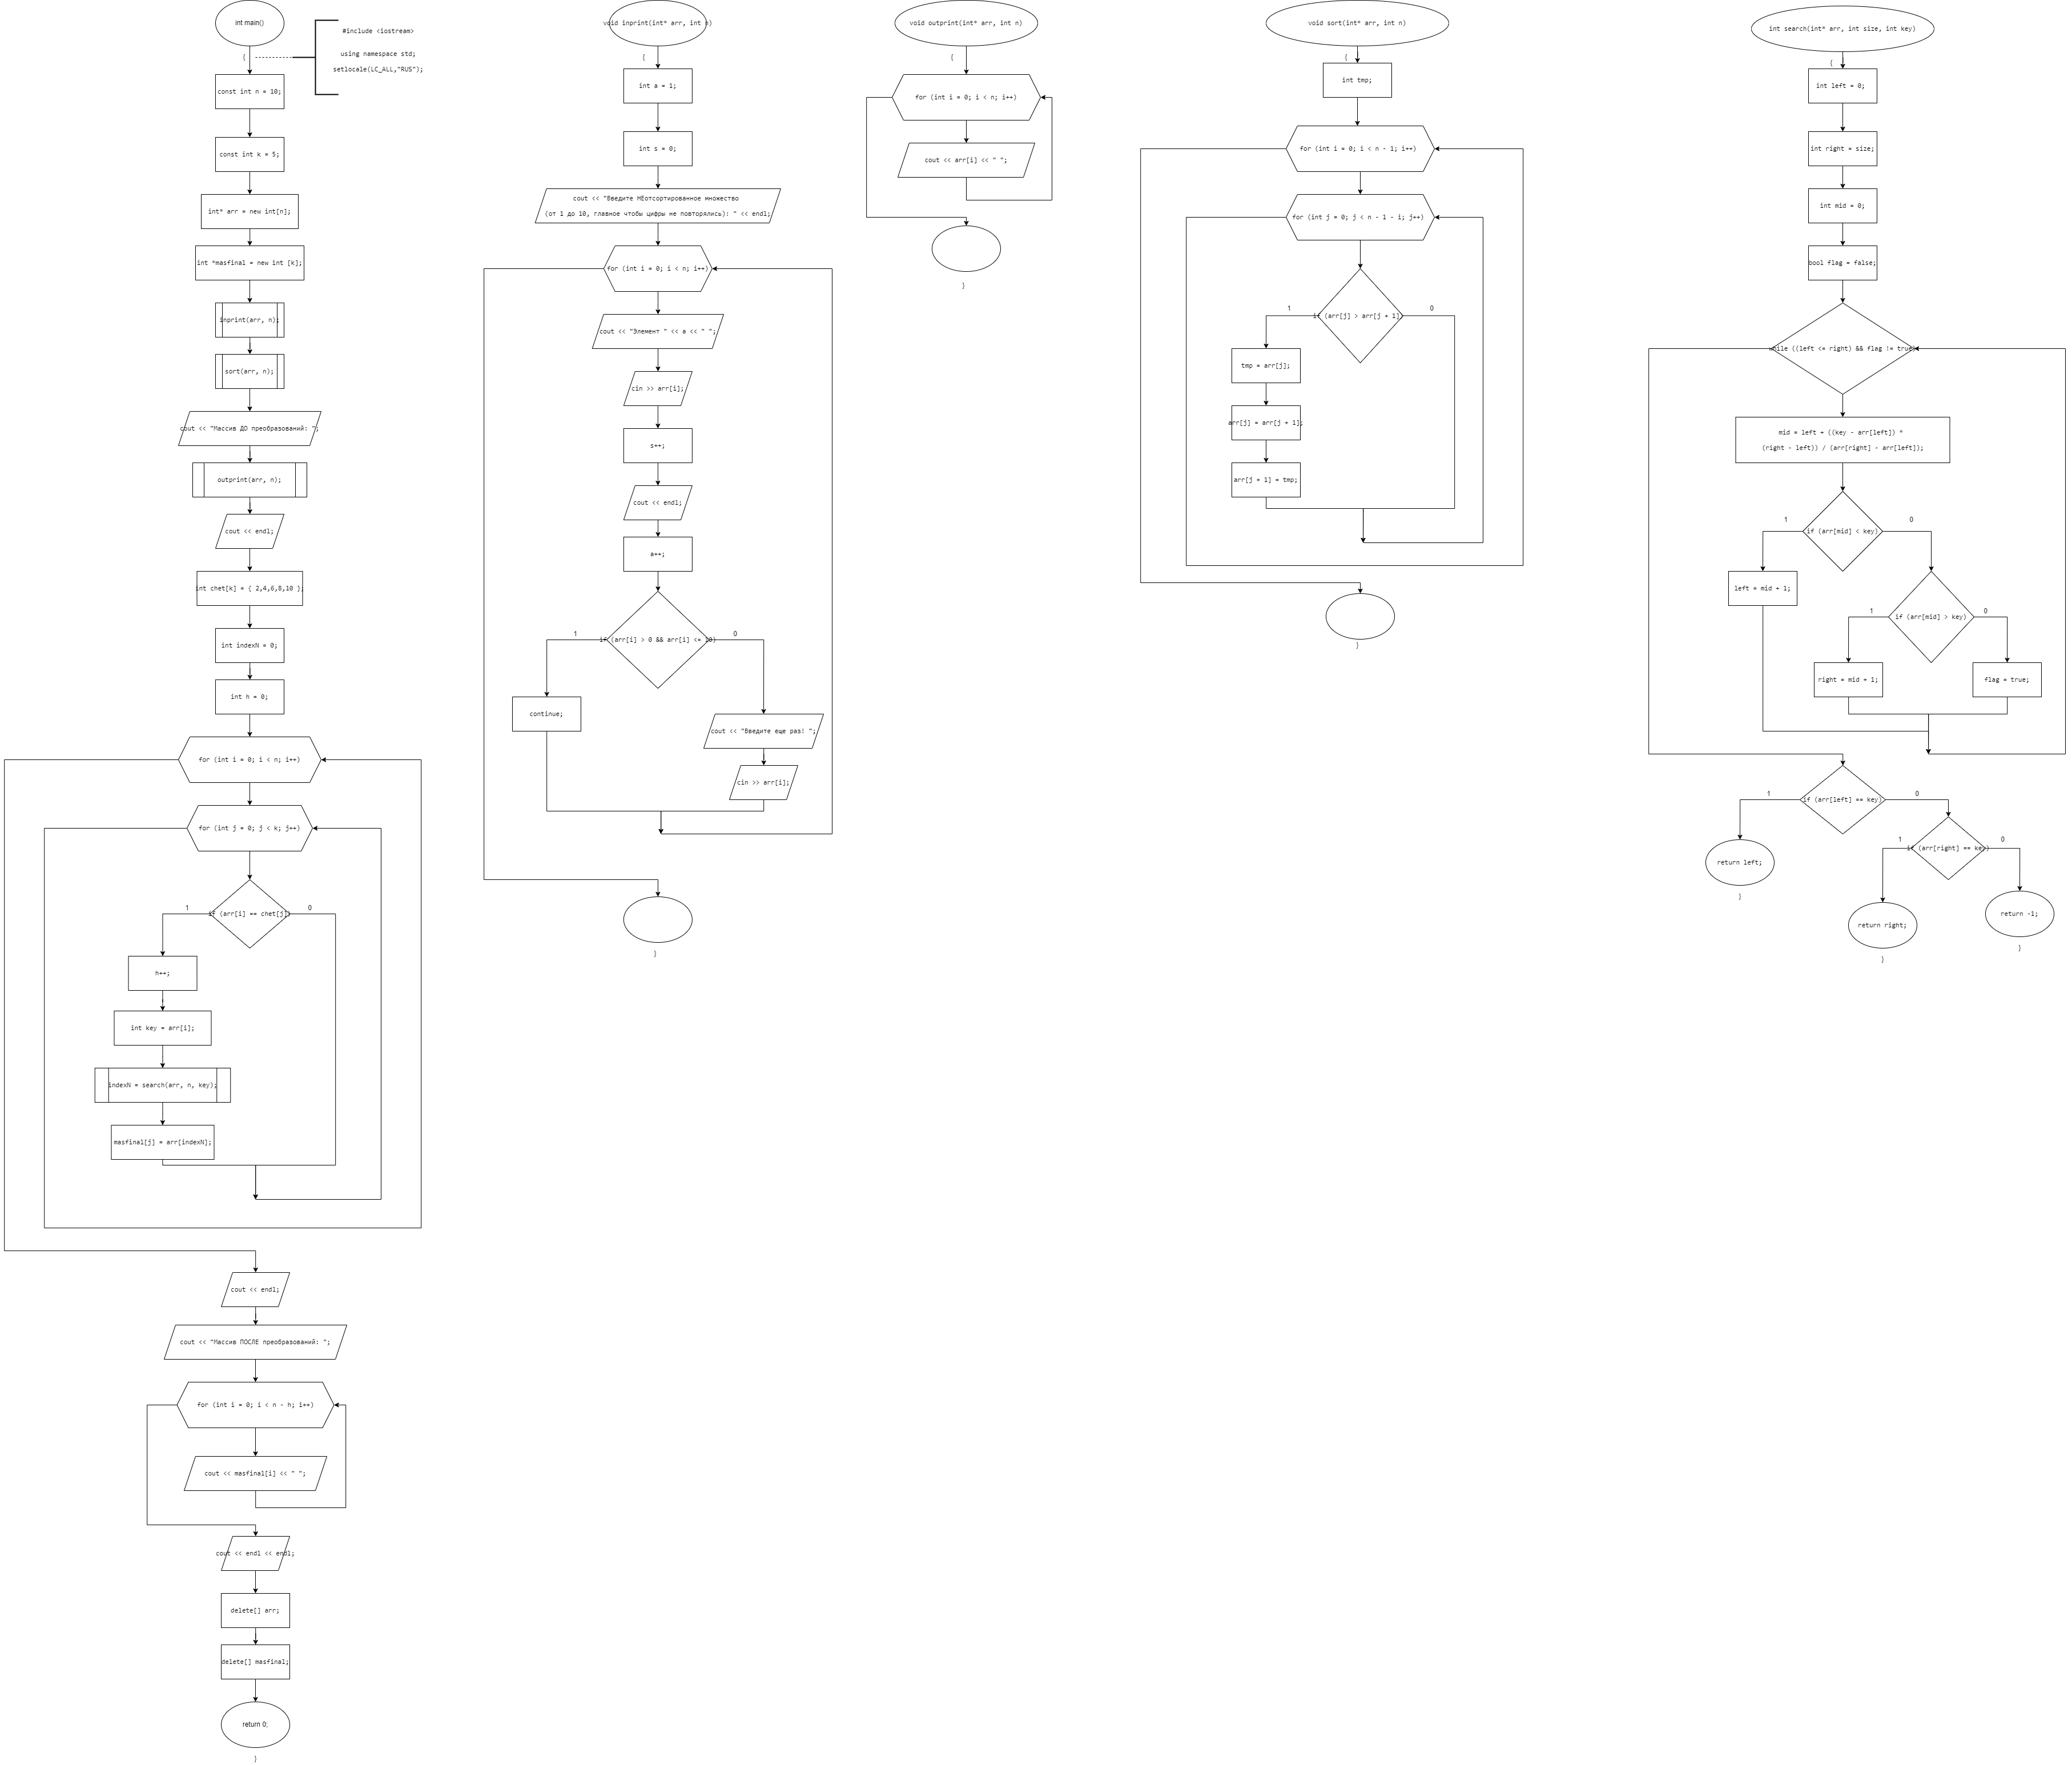 int main()
{
#include <iostream>
using namespace std;
setlocale(LC_ALL,"RUS");
const int n = 10;
const int k = 5;
int* arr = new int[n];
int *masfinal = new int [k];
inprint(arr, n);
sort(arr, n);
cout << "Массив ДО преобразований: ";
outprint(arr, n);
cout << endl;
int chet[k] = { 2,4,6,8,10 };
int indexN = 0;
int h = 0;
for (int i = 0; i < n; i++)
for (int j = 0; j < k; j++)
if (arr[i] == chet[j])
1
0
h++;
int key = arr[i];
indexN = search(arr, n, key);
masfinal[j] = arr[indexN];
cout << endl;
cout << "Массив ПОСЛЕ преобразований: ";
for (int i = 0; i < n - h; i++)
cout << masfinal[i] << " ";
cout << endl << endl;
delete[] arr;
delete[] masfinal;
return 0;
}
void inprint(int* arr, int n)
{
int a = 1;
int s = 0;
cout << "Введите НЕотсортированное множество
(от 1 до 10, главное чтобы цифры не повторялись): " << endl;
for (int i = 0; i < n; i++)
cout << "Элемент " << a << " ";
cin >> arr[i];
s++;
cout << endl;
a++;
if (arr[i] > 0 && arr[i] <= 10)
1
0
continue;
cout << "Введите еще раз! ";
cin >> arr[i];
}
void outprint(int* arr, int n)
{
for (int i = 0; i < n; i++)
cout << arr[i] << " ";
}
void sort(int* arr, int n)
{
int tmp;
for (int i = 0; i < n - 1; i++)
for (int j = 0; j < n - 1 - i; j++)
if (arr[j] > arr[j + 1])
1
0
tmp = arr[j];
arr[j] = arr[j + 1];
arr[j + 1] = tmp;
}
int search(int* arr, int size, int key)
{
int left = 0;
int right = size;
int mid = 0;
bool flag = false;
while ((left <= right) && flag != true)
mid = left + ((key - arr[left]) *
(right - left)) / (arr[right] - arr[left]);
if (arr[mid] < key)
1
0
left = mid + 1;
if (arr[mid] > key)
1
0
right = mid + 1;
flag = true;
if (arr[left] == key)
1
0
return left;
}
if (arr[right] == key)
1
0
return right;
}
return -1;
}